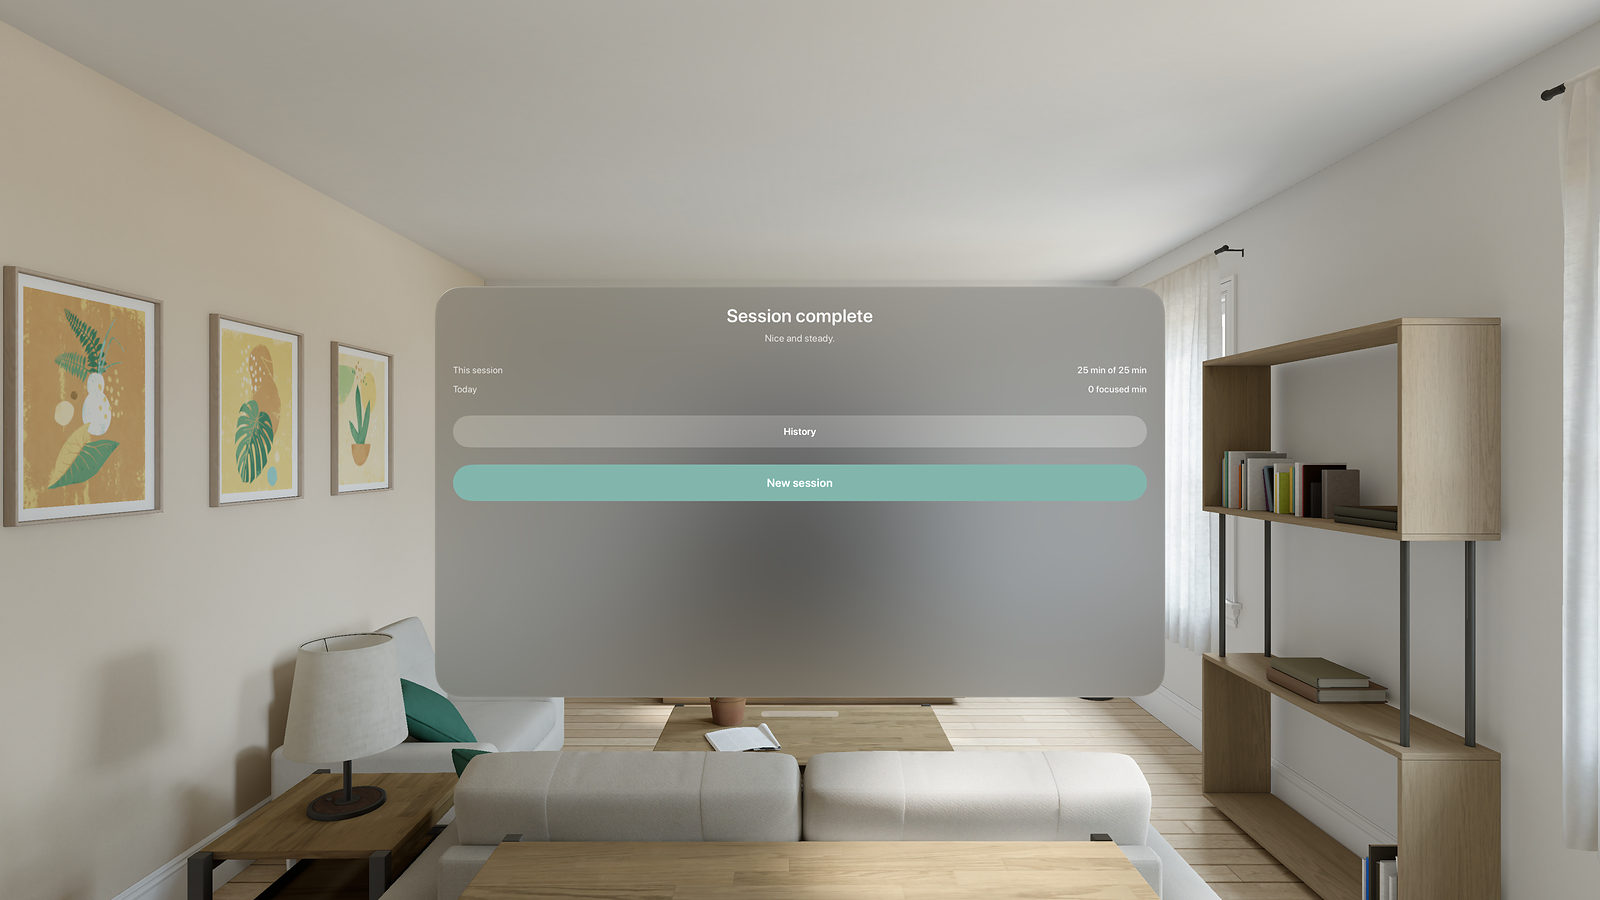 Session complete
Nice and steady.
This session 25 min of 25 min
Today 0 focused min
History
New session